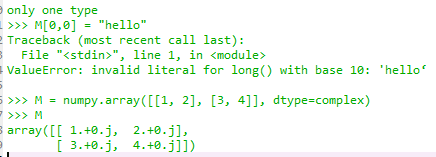 only one type
>>> M[0,0] = "hello"
Traceback (most recent call last):
File "<stdin>", line 1, in <module>
ValueError: invalid literal for long() with base 10: 'hello‘
>>> M = numpy.array([[1, 2], [3, 4]], dtype=complex)
>>> M
array([[ 1.+0.j, 2.+0.j],
[ 3.+0.j, 4.+0.j]])